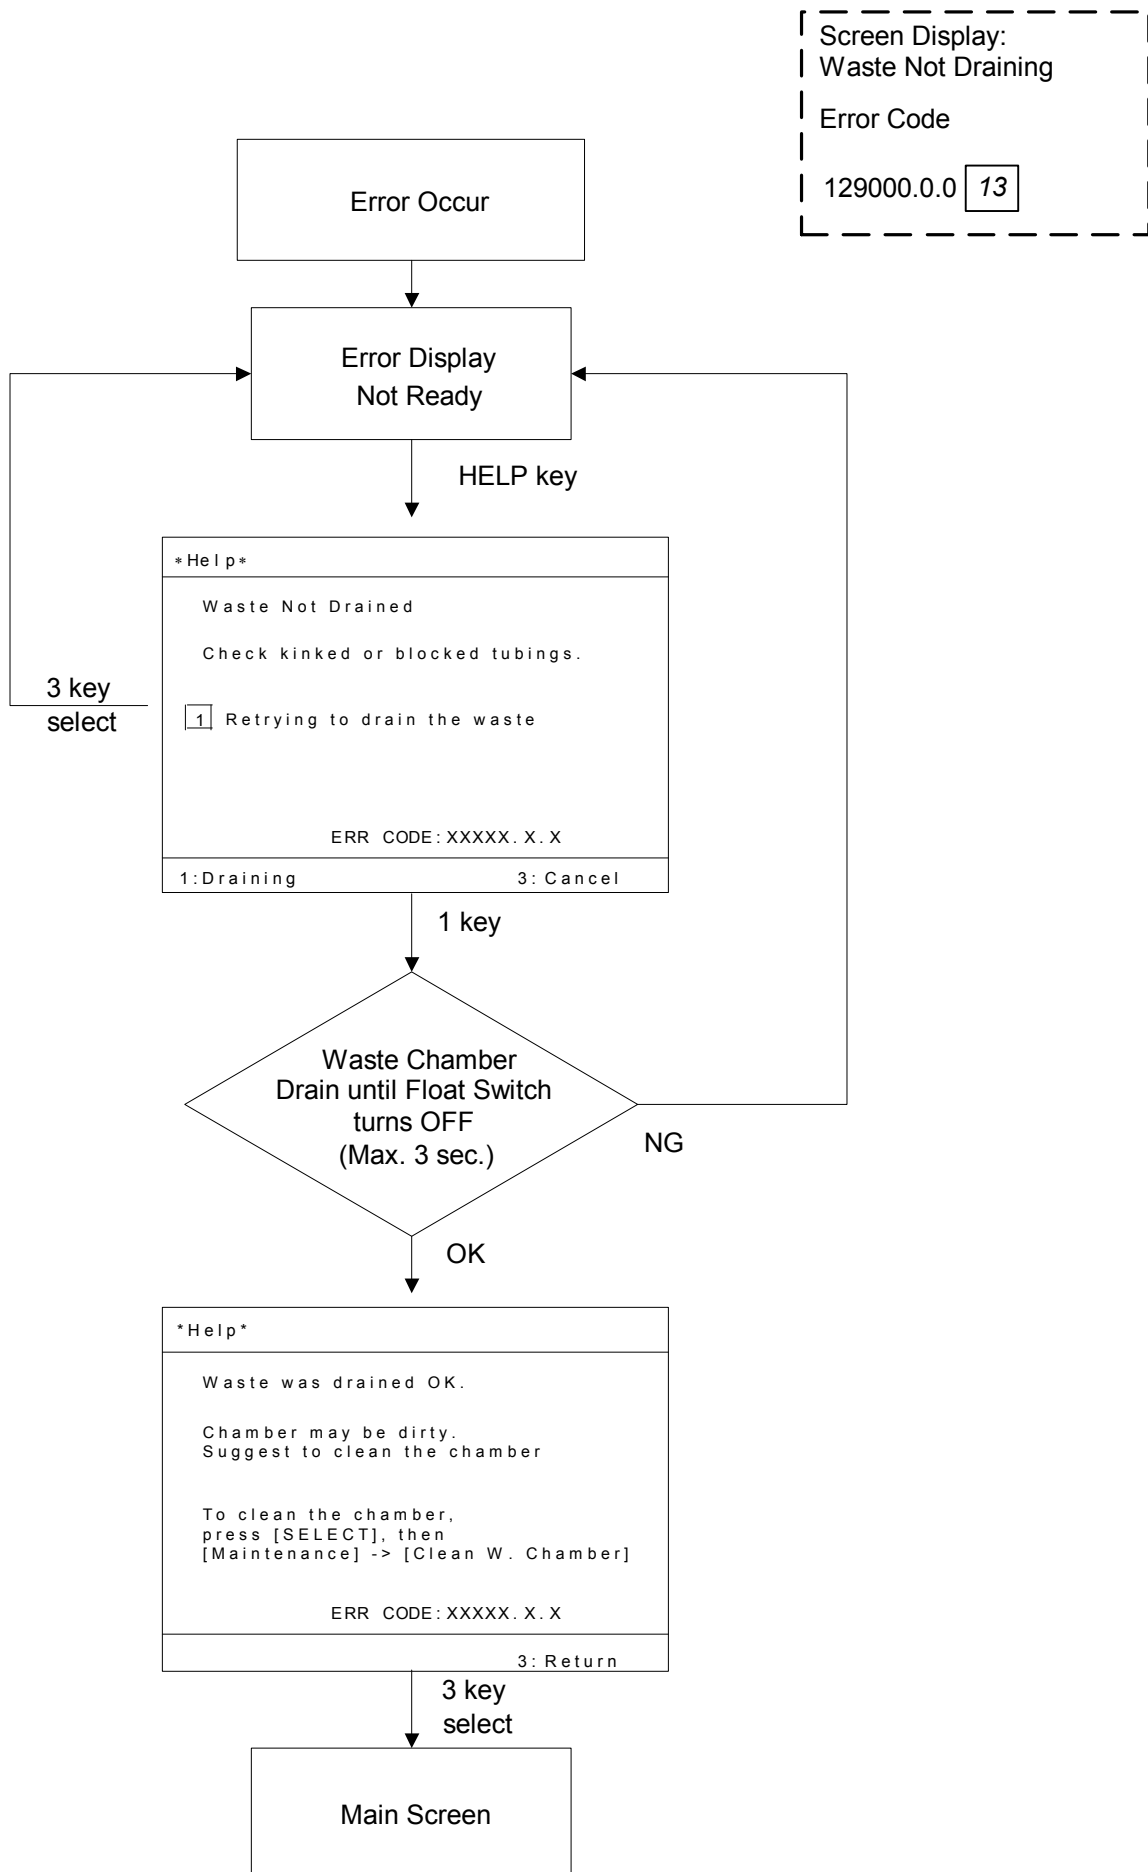 Screen Display:
Waste Not Draining
Error Code
129000.0.0 13
Error Occur
Error Display
Not Ready
HELP key
*Help*
Waste Not Drained
Check kinked or blocked tubings.
3 key
select
1 Retrying to drain the waste
ERR CODE:XXXXX.X.X
1:Draining 3:Cancel
1 key
Waste Chamber
Drain until Float Switch
turns OFF
(Max. 3 sec.)
NG
OK
*Help*
Waste was drained OK.
Chamber may be dirty.
Suggest to clean the chamber
To clean the chamber,
press [SELECT], then
[Maintenance] -> [Clean W. Chamber]
ERR CODE:XXXXX.X.X
3:Return
3 key
select
Main Screen